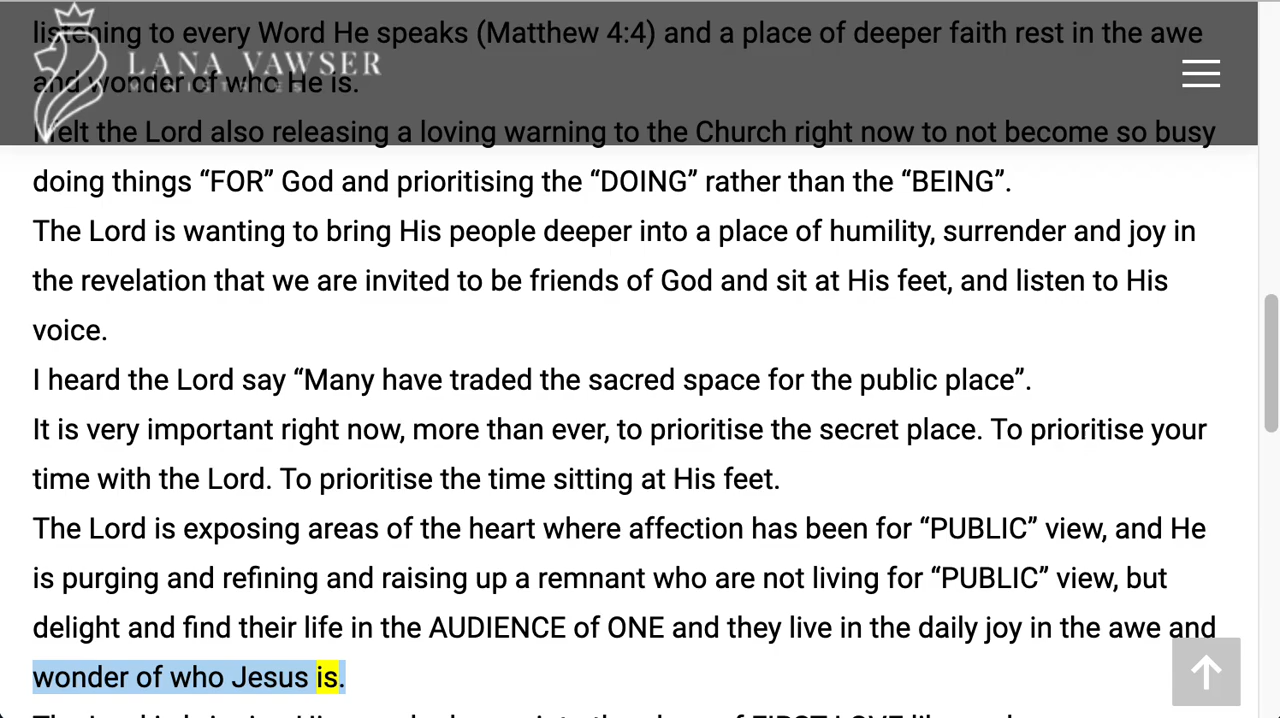 listening to every Word He speaks (Matthew 4:4) and a place of deeper faith rest in the awe
LANA VAWSER
and wonder of who He is.
MINISTRIES
I felt the Lord also releasing a loving warning to the Church right now to not become so busy
doing things “FOR” God and prioritising the “DOING” rather than the “BEING”.
The Lord is wanting to bring His people deeper into a place of humility, surrender and joy in
the revelation that we are invited to be friends of God and sit at His feet, and listen to His
voice.
I heard the Lord say “Many have traded the sacred space for the public place”.
It is very important right now, more than ever, to prioritise the secret place. To prioritise your
time with the Lord. To prioritise the time sitting at His feet.
The Lord is exposing areas of the heart where affection has been for “PUBLIC” view, and He
is purging and refining and raising up a remnant who are not living for “PUBLIC” view, but
delight and find their life in the AUDIENCE of ONE and they live in the daily joy in the awe and
wonder of who Jesus is.